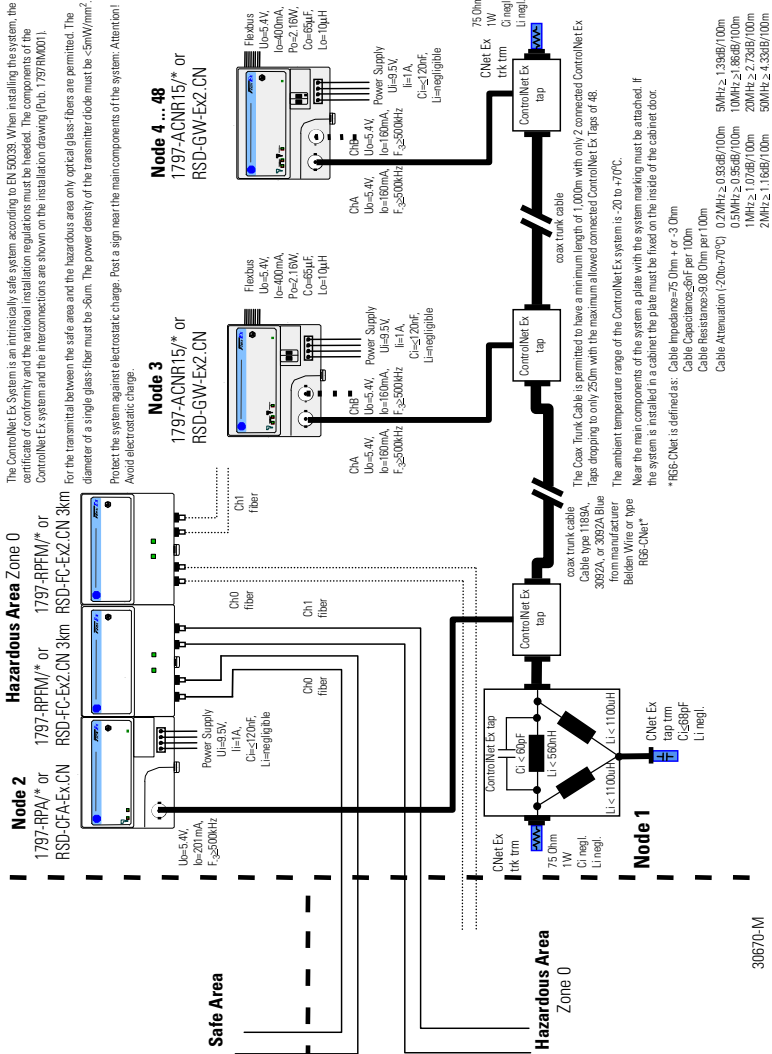 The ControlNet Ex System is an intrinsically safe system according to EN 50039. When installing the system, the
certificate of conformity and the national installation regulations must be heeded. The components of the
ControlNet Ex system and the interconnections are shown on the installation drawing (Pub. 1797RM001).
For the transmittal between the safe area and the hazardous area only optical glass-fibers are permitted. The
diameter of a single glass-fiber must be >6um. The power density of the transmitter diode must be <5mW/mm².
Protect the system against electrostatic charge. Post a sign near the main components of the system: Attention!
Avoid electrostatic charge.
Hazardous Area Zone 0
Node 2
1797-RPA/* or
RSD-CFA-Ex.CN
1797-RPFM/* or
RSD-FC-Ex2.CN 3km
1797-RPFM/* or
RSD-FC-Ex2.CN 3km
Uo=5.4V,
Io=201mA,
F₋₃≥500kHz
Power Supply
Ui=9.5V,
Ii=1A,
Ci=≤120nF,
Li=negligible
Ch0
fiber
Ch1
fiber
Ch0
fiber
Ch1
fiber
Node 3
1797-ACNR15/* or
RSD-GW-Ex2.CN
Flexbus
Uo=5.4V,
Io=400mA,
Po=2.16W,
Co=65µF,
Lo=10µH
Power Supply
Ui=9.5V,
Ii=1A,
Ci=≤120nF,
Li=negligible
ChA
Uo=5.4V,
Io=160mA,
F₋₃≥500kHz
ChB
Uo=5.4V,
Io=160mA,
F₋₃≥500kHz
Node 4 ... 48
1797-ACNR15/* or
RSD-GW-Ex2.CN
Flexbus
Uo=5.4V,
Io=400mA,
Po=2.16W,
Co=65µF,
Lo=10µH
Power Supply
Ui=9.5V,
Ii=1A,
Ci=≤120nF,
Li=negligible
ChA
Uo=5.4V,
Io=160mA,
F₋₃≥500kHz
ChB
Uo=5.4V,
Io=160mA,
F₋₃≥500kHz
CNet Ex
trk trm
75 Ohm
1W
Ci negl.
Li negl.
ControlNet Ex
tap
ControlNet Ex
tap
ControlNet Ex
tap
coax trunk cable
coax trunk cable
Cable type 1189A,
3092A, or 3092A Blue
from manufacturer
Belden Wire or type
RG6-CNet*
Safe Area
Hazardous Area
Zone 0
CNet Ex
trk trm
75 Ohm
1W
Ci negl.
Li negl.
ControlNet Ex tap
Ci < 60pF
Li < 560nH
Li < 1100uH
Li < 1100uH
CNet Ex
tap trm
Ci≤68pF
Li negl.
Node 1
The Coax Trunk Cable is permitted to have a minimum length of 1,000m with only 2 connected ControlNet Ex
Taps dropping to only 250m with the maximum allowed connected ControlNet Ex Taps of 48.
The ambient temperature range of the ControlNet Ex system is -20 to +70ºC.
Near the main components of the system a plate with the system marking must be attached. If
the system is installed in a cabinet the plate must be fixed on the inside of the cabinet door.
*RG6-CNet is defined as: Cable Impedance=75 Ohm + or -3 Ohm
Cable Capacitance≤6nF per 100m
Cable Resistance>9.08 Ohm per 100m
Cable Attenuation (-20to+70ºC) 0.2MHz ≥ 0.93dB/100m 5MHz ≥ 1.39dB/100m
0.5MHz ≥ 0.95dB/100m 10MHz ≥1.86dB/100m
1MHz ≥ 1.07dB/100m 20MHz ≥ 2.73dB/100m
2MHz ≥ 1.16dB/100m 50MHz ≥ 4.33dB/100m
30670-M